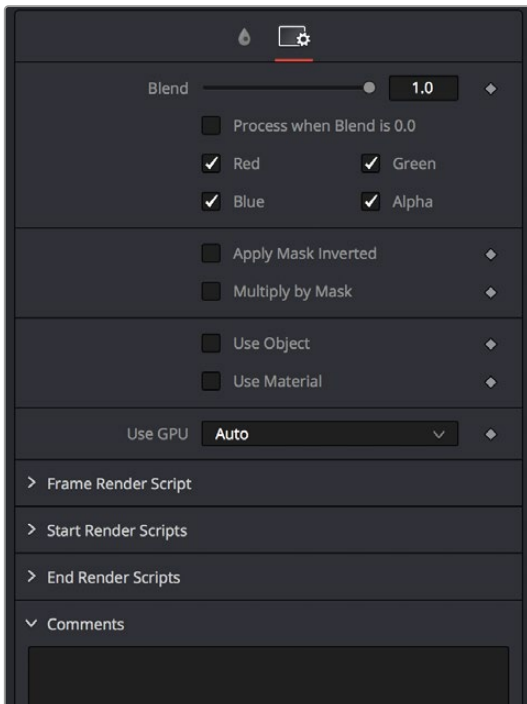 Blend 1.0
Process when Blend is 0.0
Red Green
Blue Alpha
Apply Mask Inverted
Multiply by Mask
Use Object
Use Material
Use GPU Auto
Frame Render Script
Start Render Scripts
End Render Scripts
Comments